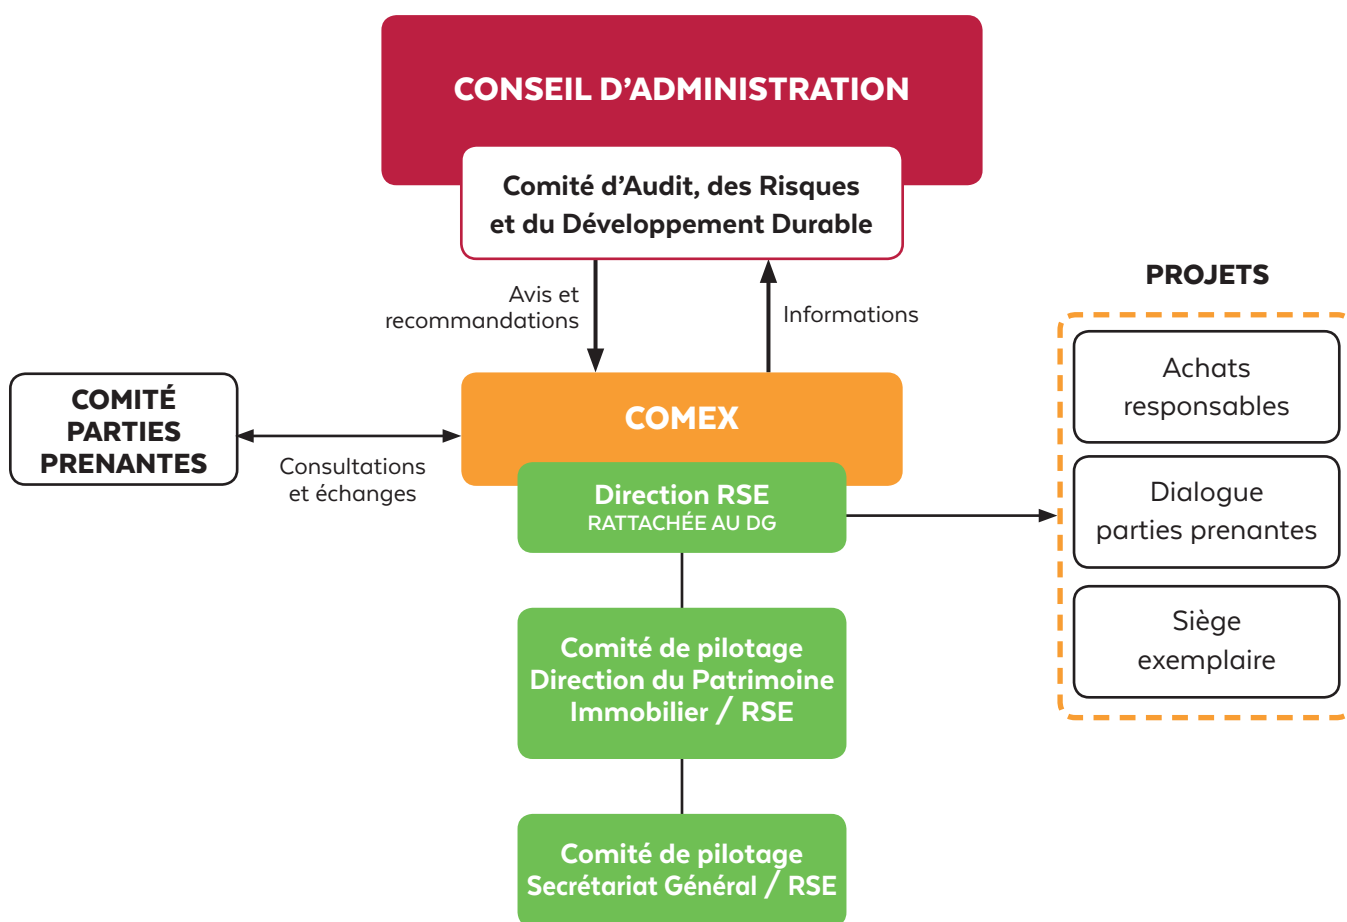 CONSEIL D’ADMINISTRATION
Comité d’Audit, des Risques
et du Développement Durable
Avis et
recommandations
Informations
PROJETS
Achats
responsables
COMITÉ
PARTIES
PRENANTES
Consultations
et échanges
COMEX
Direction RSE
RATTACHÉE AU DG
Dialogue
parties prenantes
Siège
exemplaire
Comité de pilotage
Direction du Patrimoine
Immobilier / RSE
Comité de pilotage
Secrétariat Général / RSE